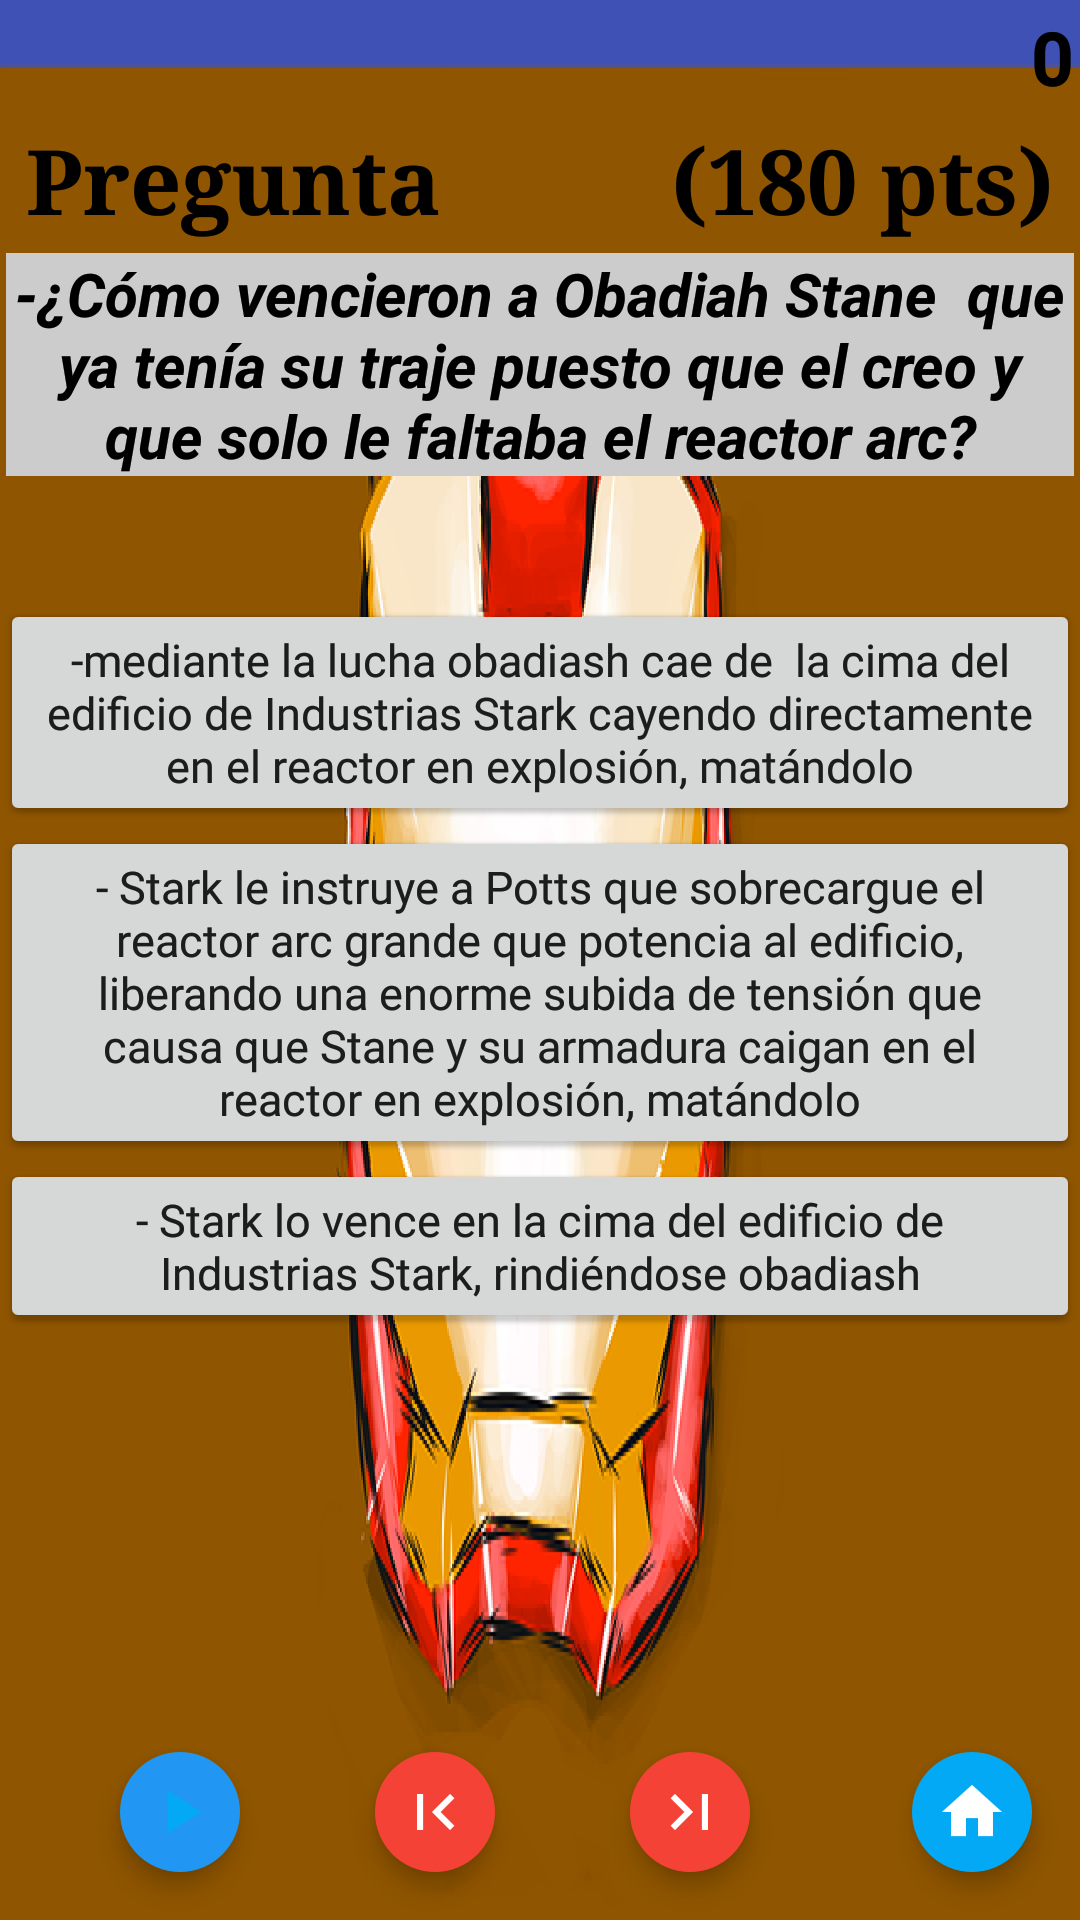 0
Pregunta (180 pts)
-¿Cómo vencieron a Obadiah Stane  que
ya tenía su traje puesto que el creo y
que solo le faltaba el reactor arc?
-mediante la lucha obadiash cae de  la cima del
edificio de Industrias Stark cayendo directamente
en el reactor en explosión, matándolo
- Stark le instruye a Potts que sobrecargue el
reactor arc grande que potencia al edificio,
liberando una enorme subida de tensión que
causa que Stane y su armadura caigan en el
reactor en explosión, matándolo
- Stark lo vence en la cima del edificio de
Industrias Stark, rindiéndose obadiash